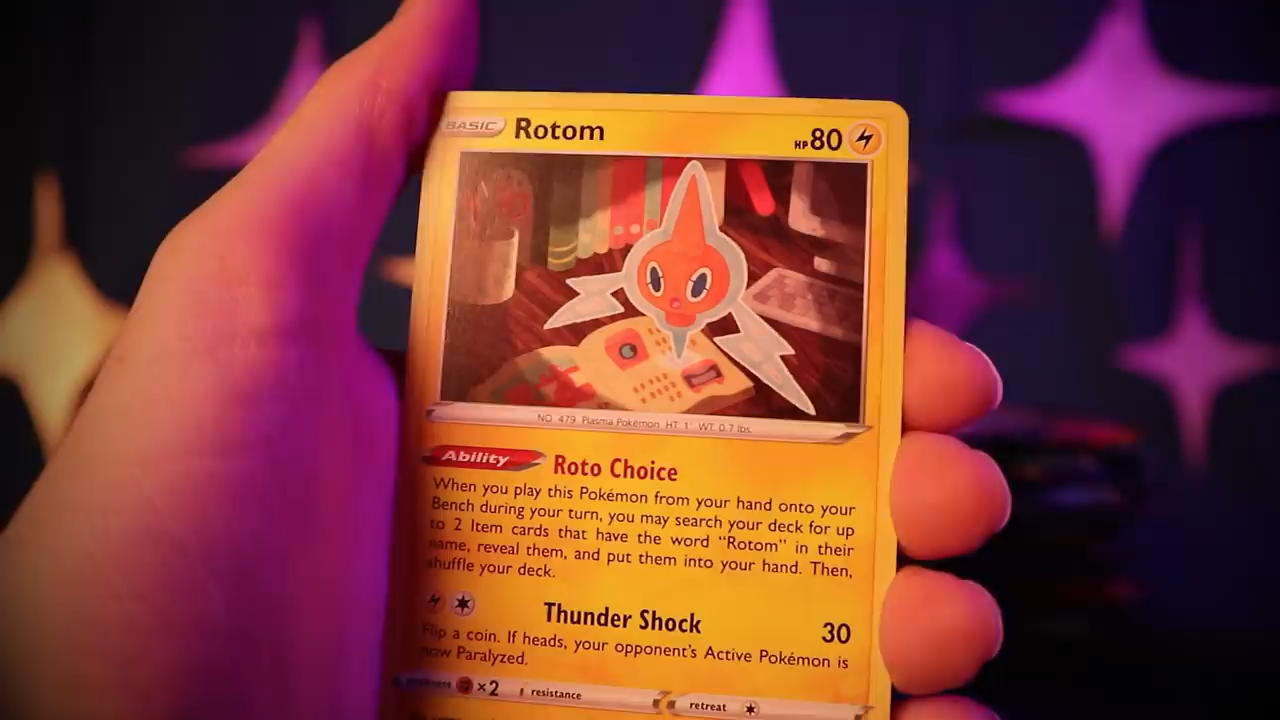 BASIC Rotom HP 80
NO. 479 Plasma Pokémon HT: 1' WT: 0.7 lbs.
Ability Roto Choice
When you play this Pokémon from your hand onto your
Bench during your turn, you may search your deck for up
to 2 Item cards that have the word “Rotom” in their
name, reveal them, and put them into your hand. Then,
shuffle your deck.
Thunder Shock 30
Flip a coin. If heads, your opponent's Active Pokémon is
now Paralyzed.
weakness ×2 resistance retreat